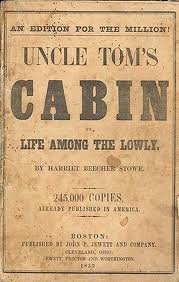 AN EDITION FOR THE MILLION!
UNCLE TOM'S
CABIN
OR,
LIFE AMONG THE LOWLY.
BY HARRIET BEECHER STOWE.
245,000 COPIES,
ALREADY PUBLISHED IN AMERICA.
BOSTON:
PUBLISHED BY JOHN P. JEWETT AND COMPANY.
CLEVELAND, OHIO:
JEWETT, PROCTOR AND WORTHINGTON.
1852